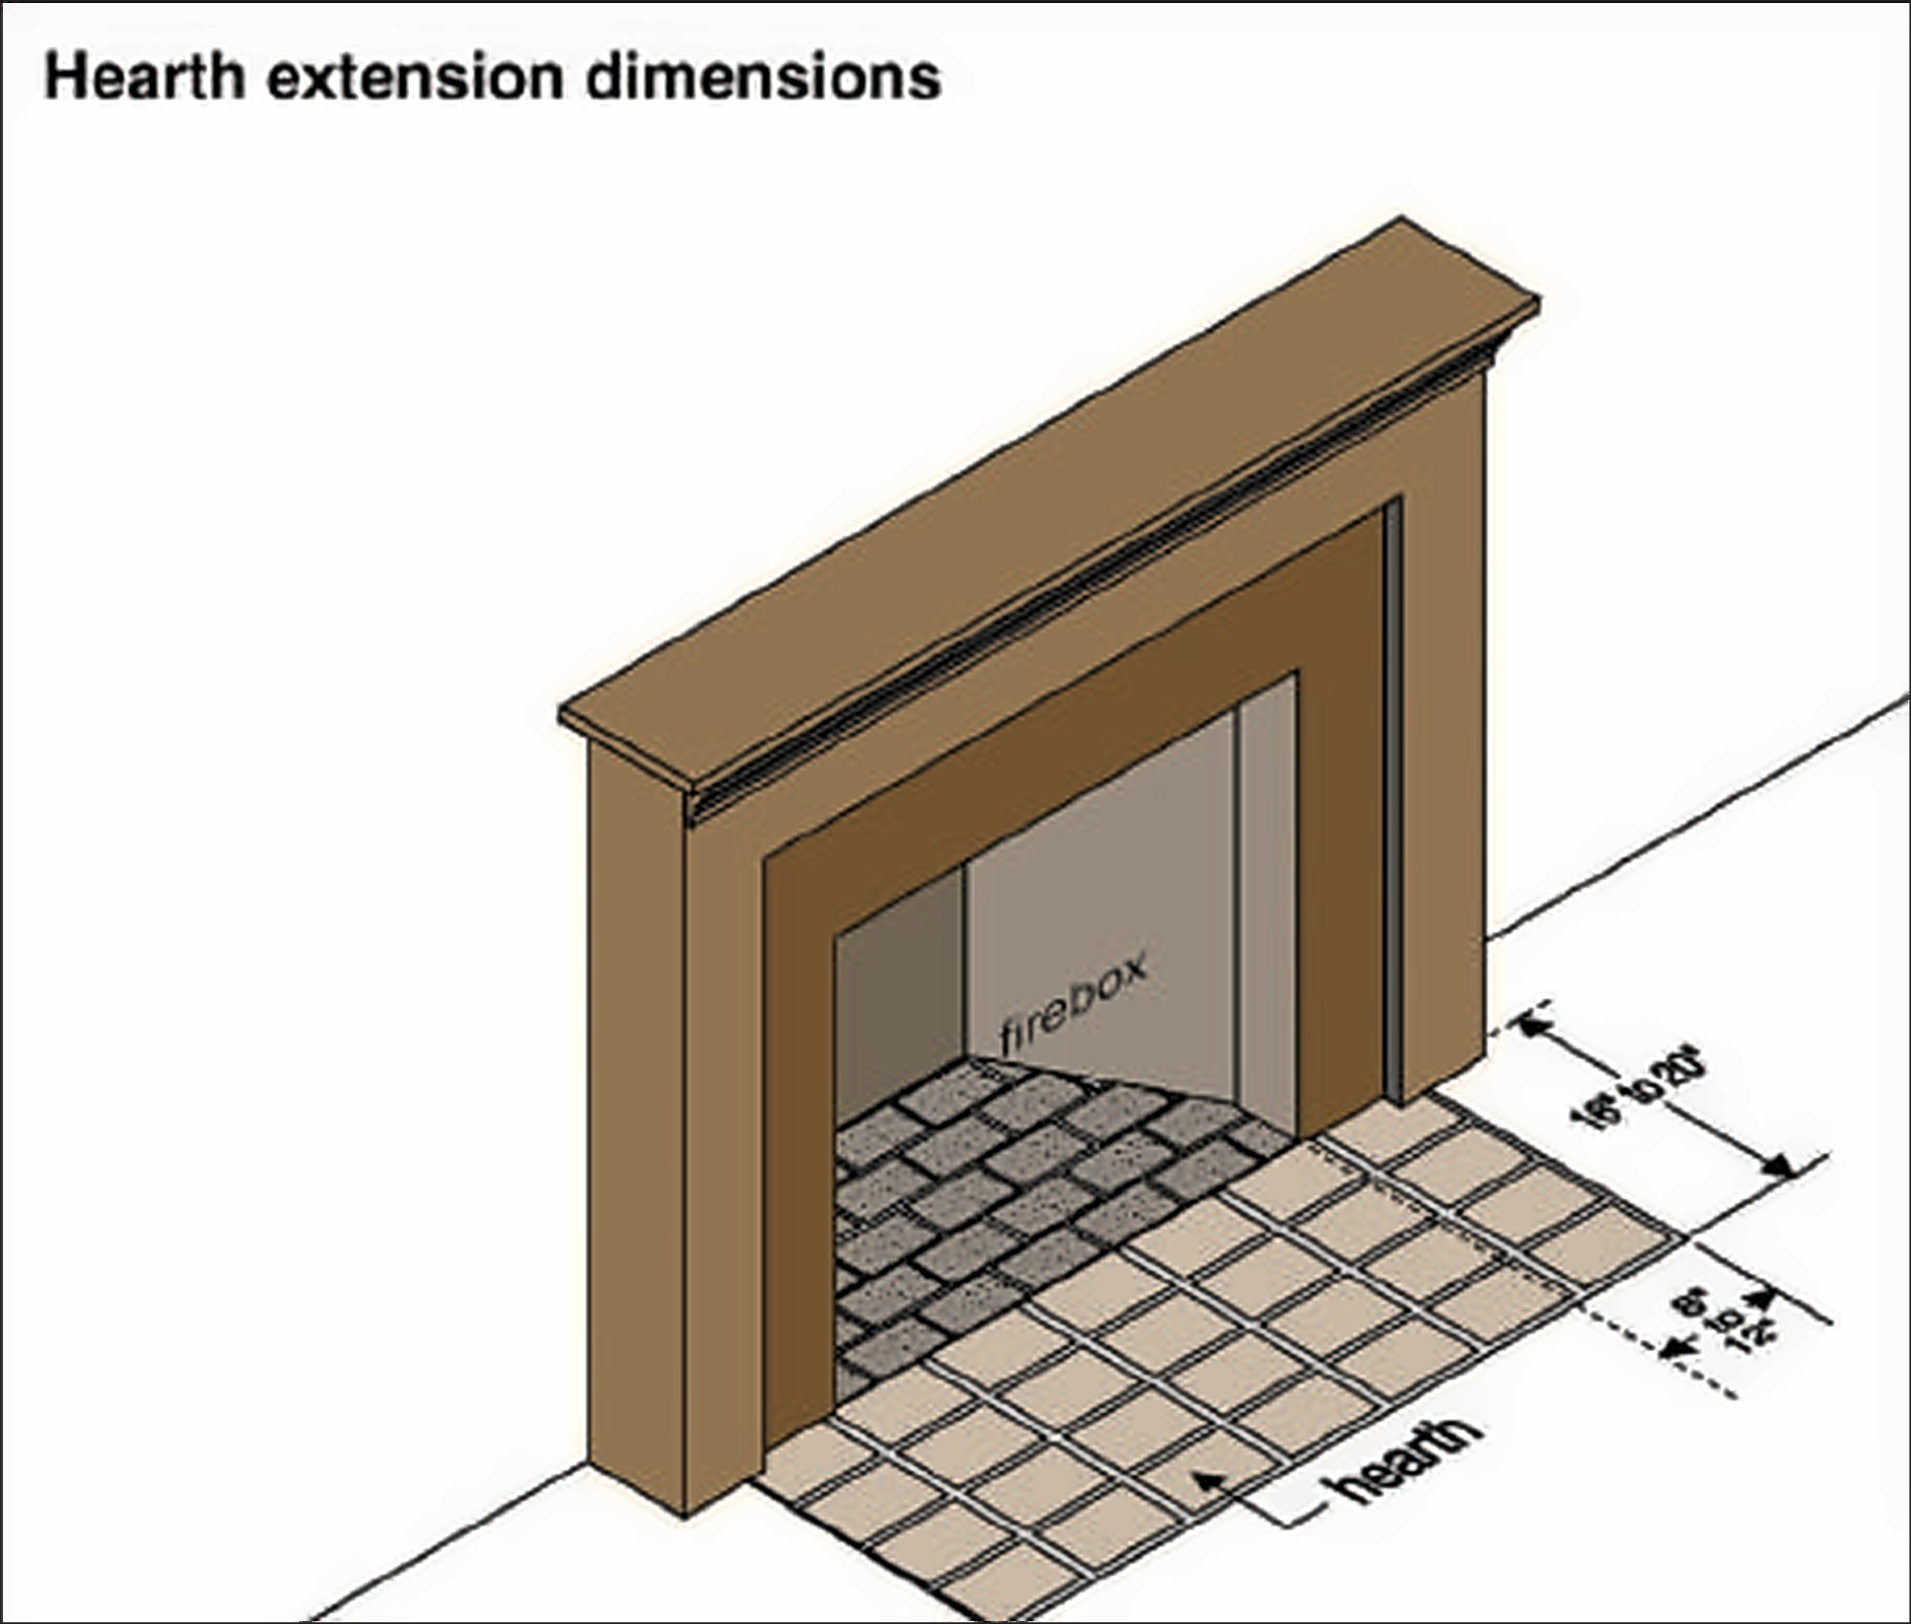 Hearth extension dimensions
firebox
16" to 20"
8" to 12"
hearth